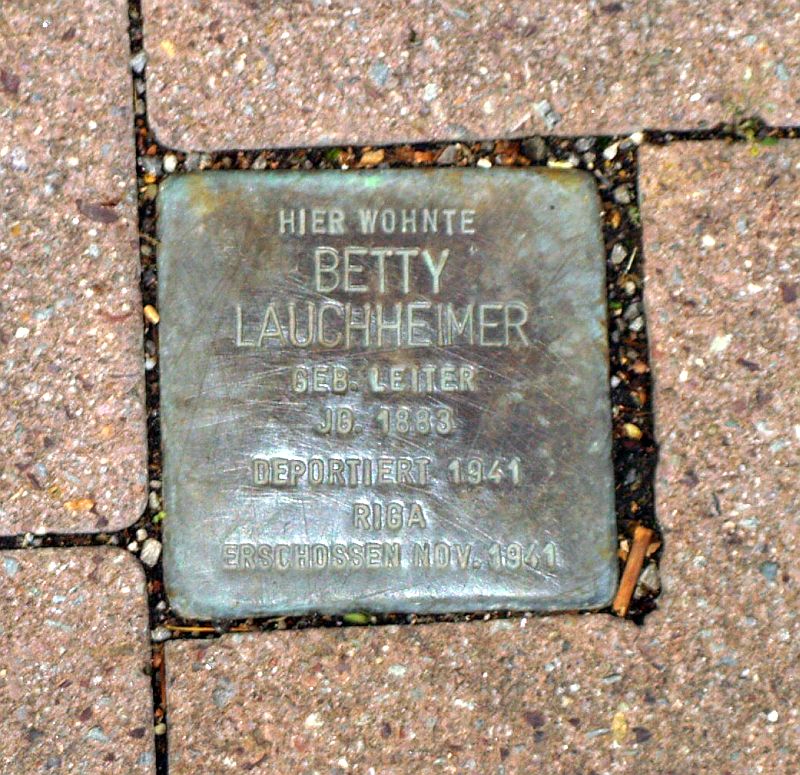 HIER WOHNTE
BETTY
LAUCHHEIMER
GEB. LEITER
JG. 1883
DEPORTIERT 1941
RIGA
ERSCHOSSEN NOV. 1941